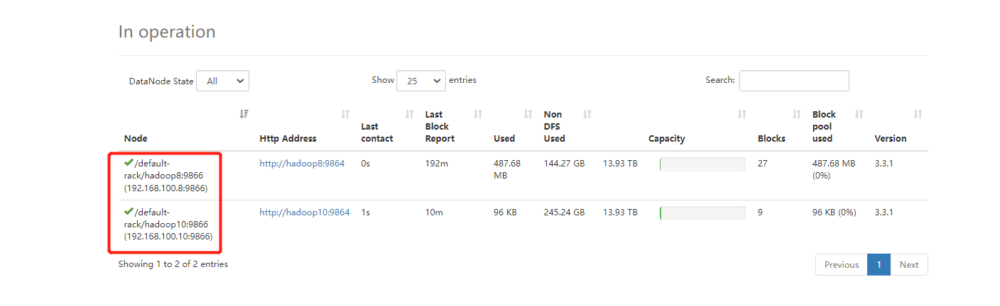 In operation
DataNode State All Show 25 entries Search:
Node Http Address Last contact Last Block Report Used Non DFS Used Capacity Blocks Block pool used Version
✔/default-rack/hadoop8:9866 (192.168.100.8:9866) http://hadoop8:9864 0s 192m 487.68 MB 144.27 GB 13.93 TB 27 487.68 MB (0%) 3.3.1
✔/default-rack/hadoop10:9866 (192.168.100.10:9866) http://hadoop10:9864 1s 10m 96 KB 245.24 GB 13.93 TB 9 96 KB (0%) 3.3.1
Showing 1 to 2 of 2 entries
Previous 1 Next